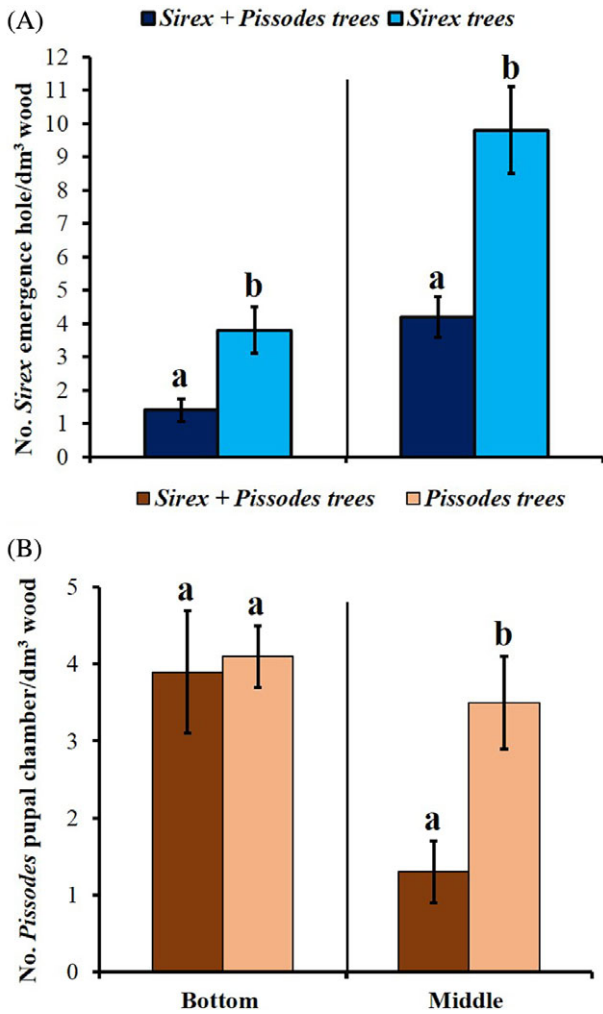 (A)
Sirex + Pissodes trees Sirex trees
No. Sirex emergence hole/dm³ wood
12
11
10
9
8
7
6
5
4
3
2
1
0
a
b
a
b
Sirex + Pissodes trees Pissodes trees
(B)
No. Pissodes pupal chamber/dm³ wood
5
4
3
2
1
0
a
a
a
b
Bottom Middle